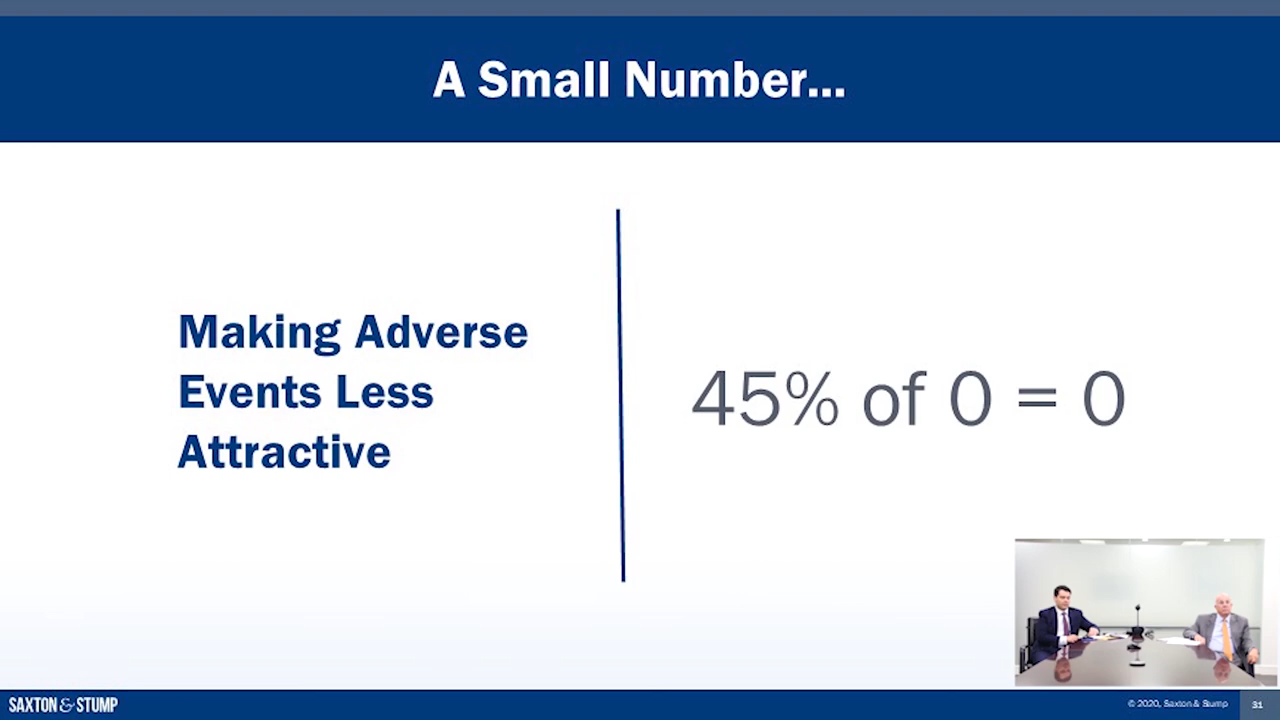 A Small Number...
Making Adverse
Events Less
Attractive
45% of 0 = 0
SAXTON & STUMP
© 2020, Saxton & Stump
31